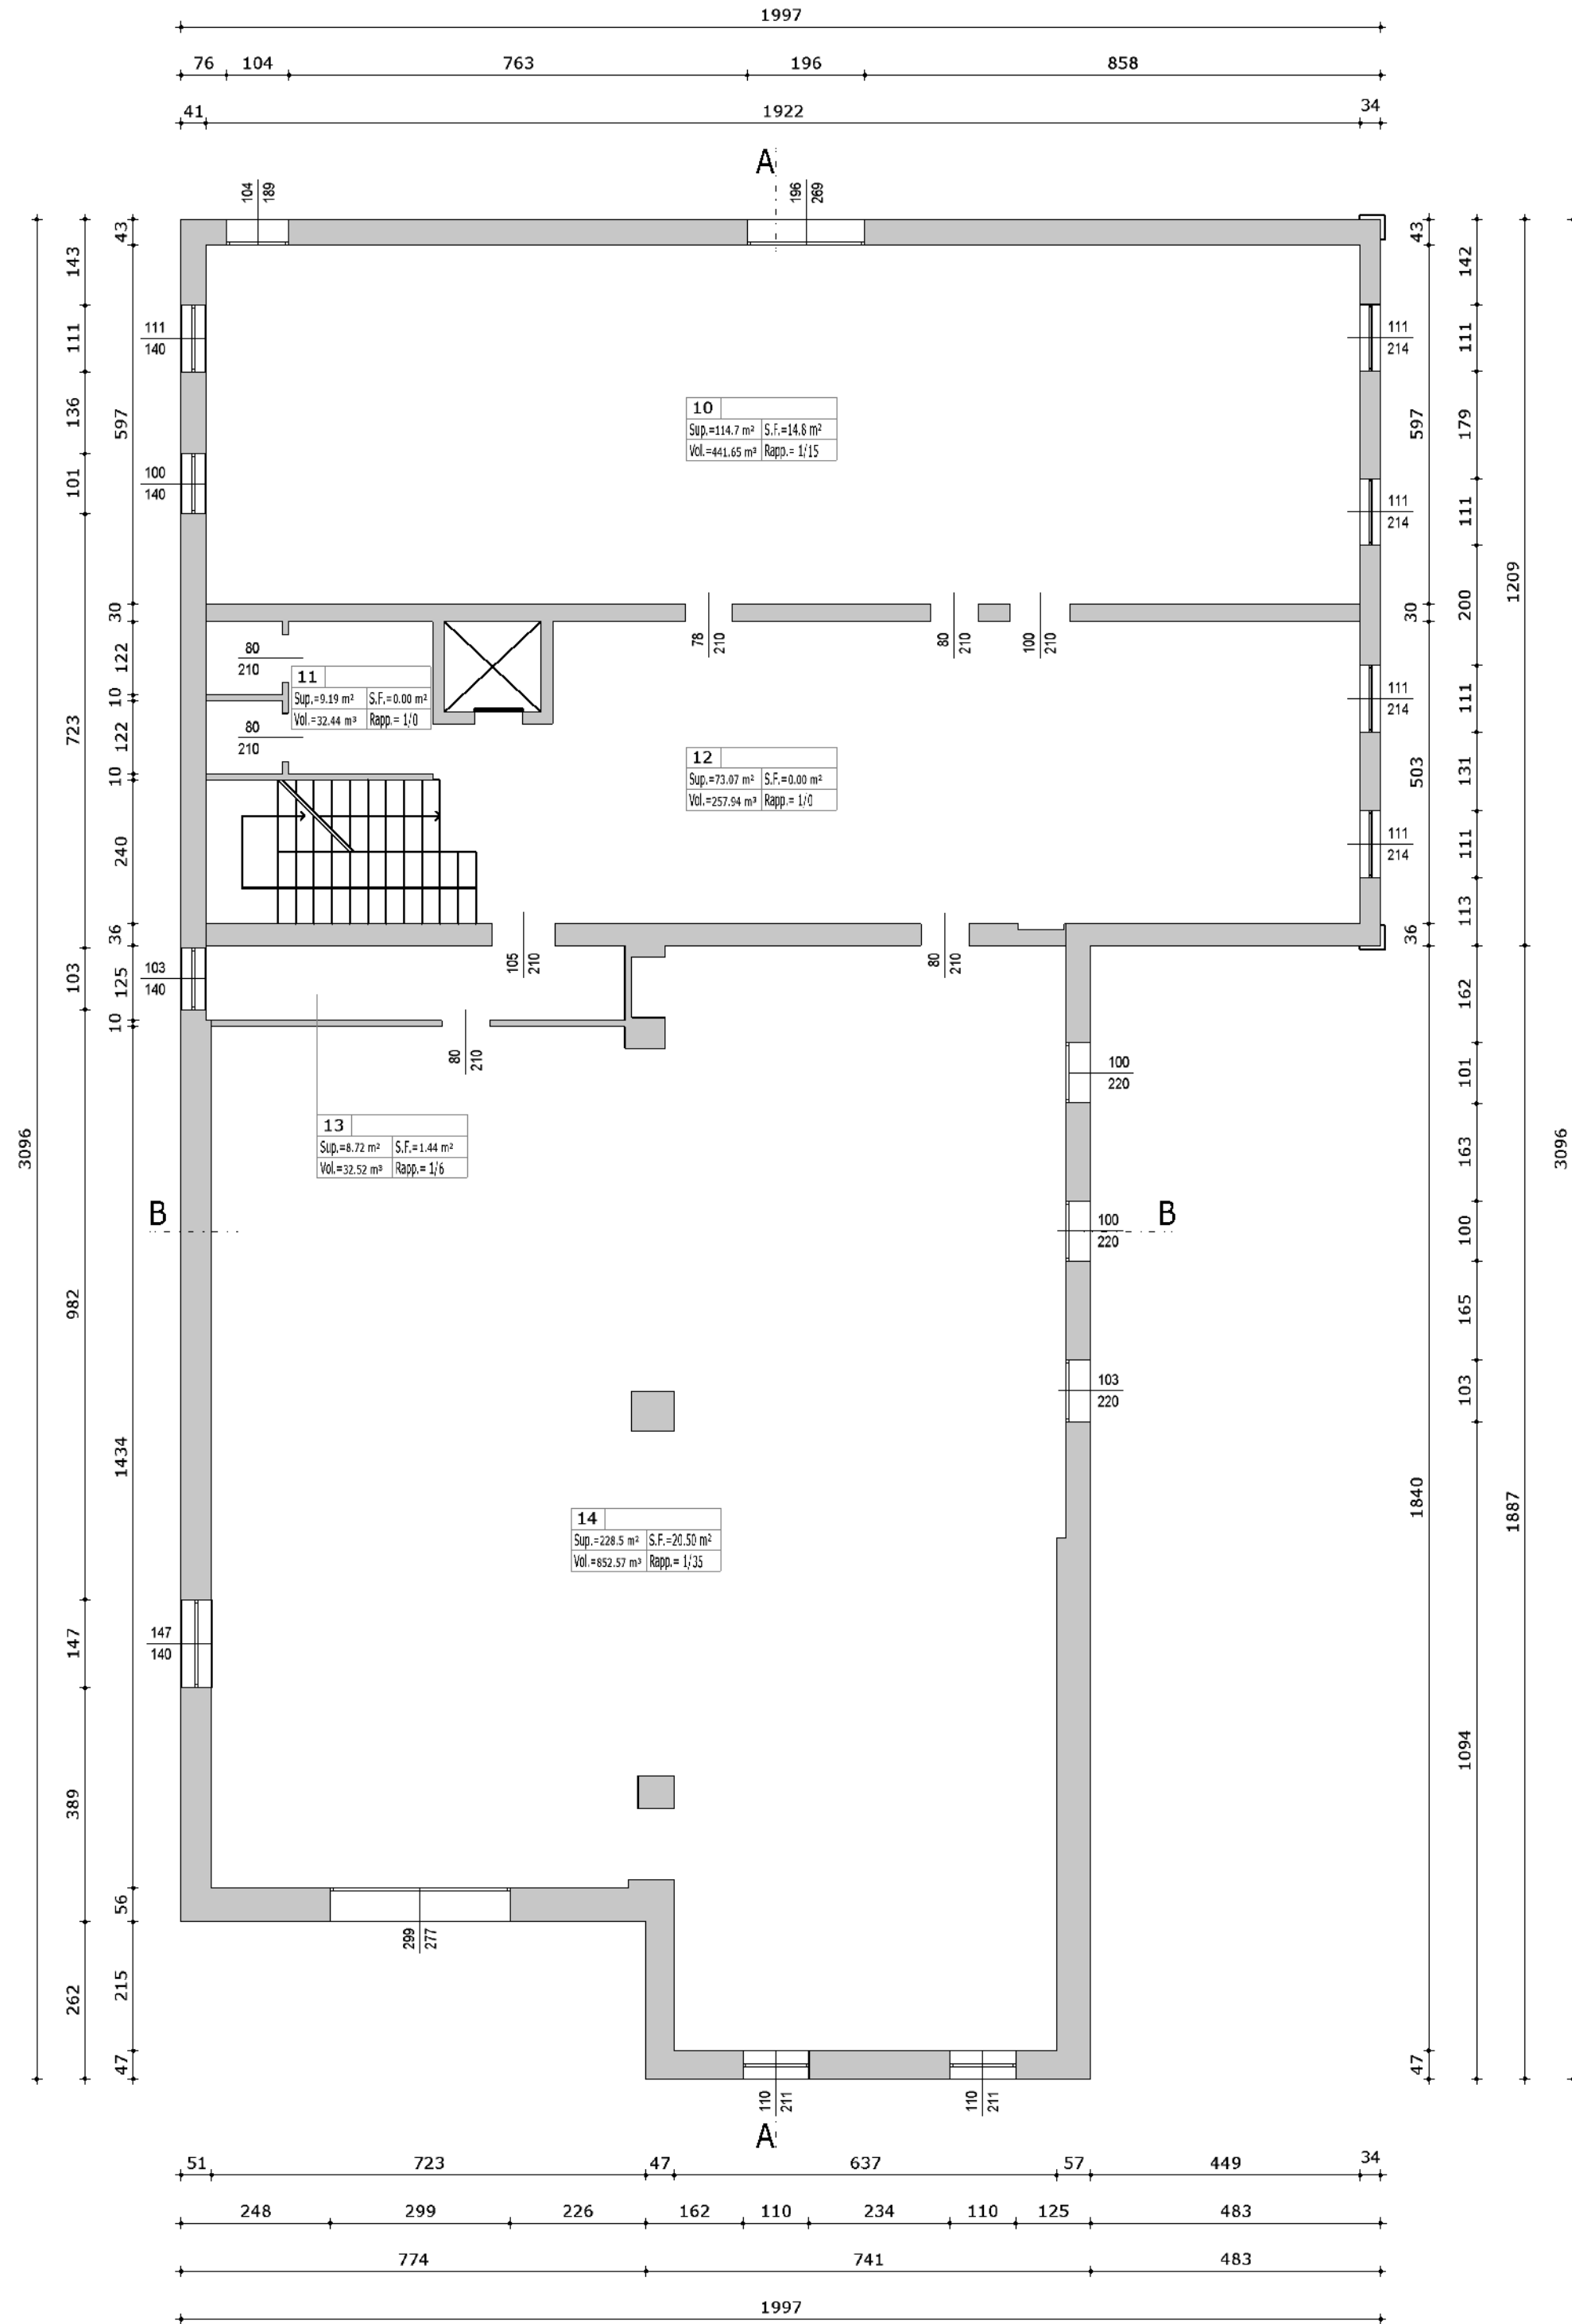 1997
76 104 763 196 858
41 1922 34
A
104 189
196 269
3096
143 111 136 101 723 103 982 147 389 262
43 597 30 122 10 122 10 240 36 125 10 1434 56 215 47
111
140
100
140
10
Sup.=114.7 m² S.F.=14.8 m²
Vol.=441.65 m³ Rapp.= 1/15
111
214
111
214
78 210
80 210
100 210
80
210
11
Sup.=9.19 m² S.F.=0.00 m²
Vol.=32.44 m³ Rapp.= 1/0
80
210
12
Sup.=73.07 m² S.F.=0.00 m²
Vol.=257.94 m³ Rapp.= 1/0
111
214
111
214
105 210
80 210
103
140
80 210
100
220
13
Sup.=8.72 m² S.F.=1.44 m²
Vol.=32.52 m³ Rapp.= 1/6
B
100
220
B
103
220
14
Sup.=228.5 m² S.F.=20.50 m²
Vol.=852.57 m³ Rapp.= 1/35
147
140
299 277
110 211
110 211
A
43 597 30 503 36 1840 47
142 111 179 111 200 111 131 111 113 162 101 163 100 165 103 1094
1209 1887
3096
51 723 47 637 57 449 34
248 299 226 162 110 234 110 125 483
774 741 483
1997